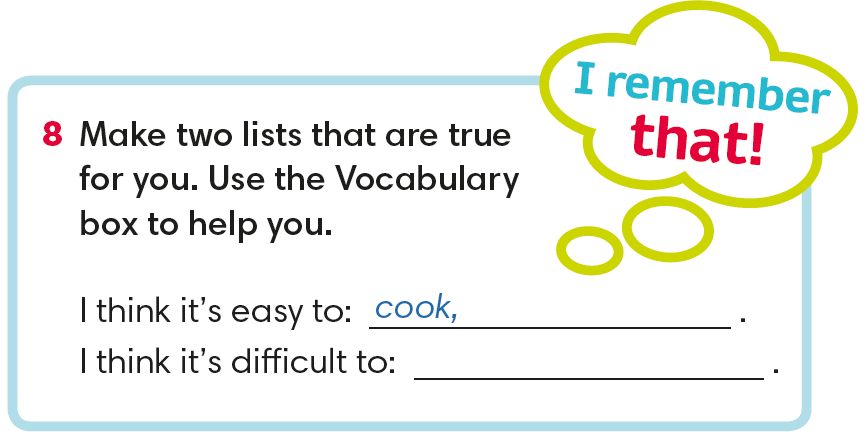 I remember
that!
8 Make two lists that are true
for you. Use the Vocabulary
box to help you.
I think it's easy to: cook, .
I think it's difficult to: .